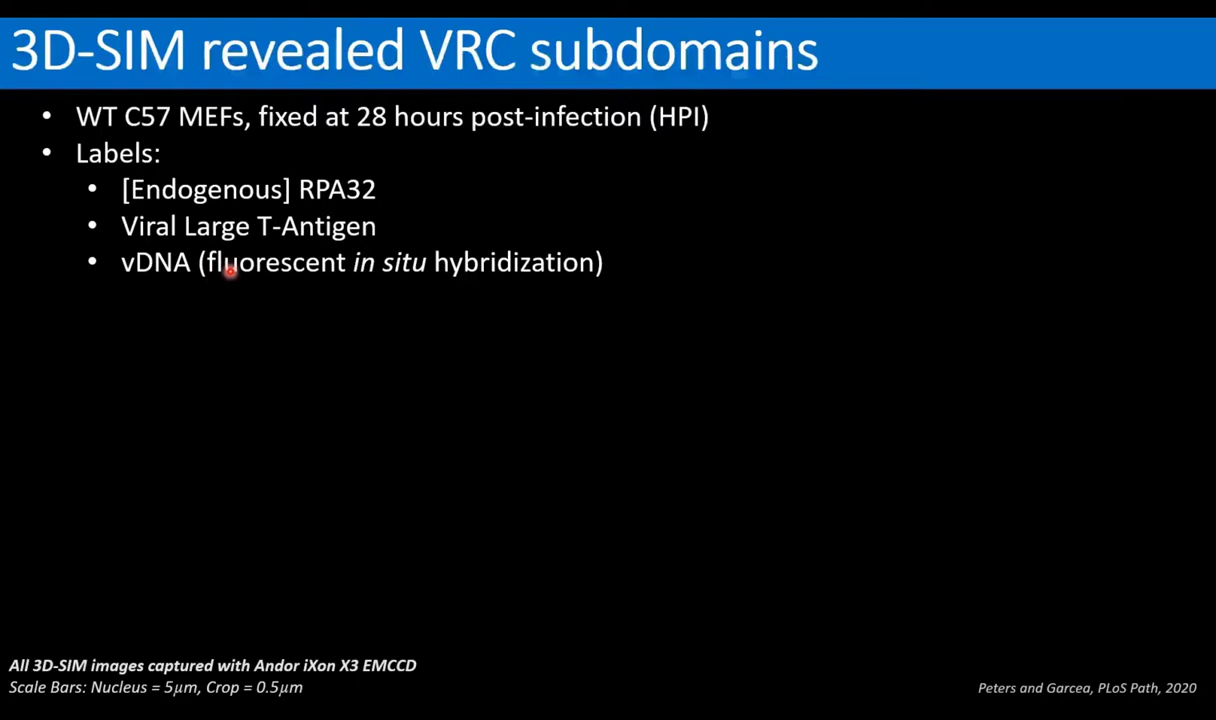 3D-SIM revealed VRC subdomains
• WT C57 MEFs, fixed at 28 hours post-infection (HPI)
• Labels:
• [Endogenous] RPA32
• Viral Large T-Antigen
• vDNA (fluorescent in situ hybridization)
All 3D-SIM images captured with Andor iXon X3 EMCCD
Scale Bars: Nucleus = 5μm, Crop = 0.5μm
Peters and Garcea, PLoS Path, 2020